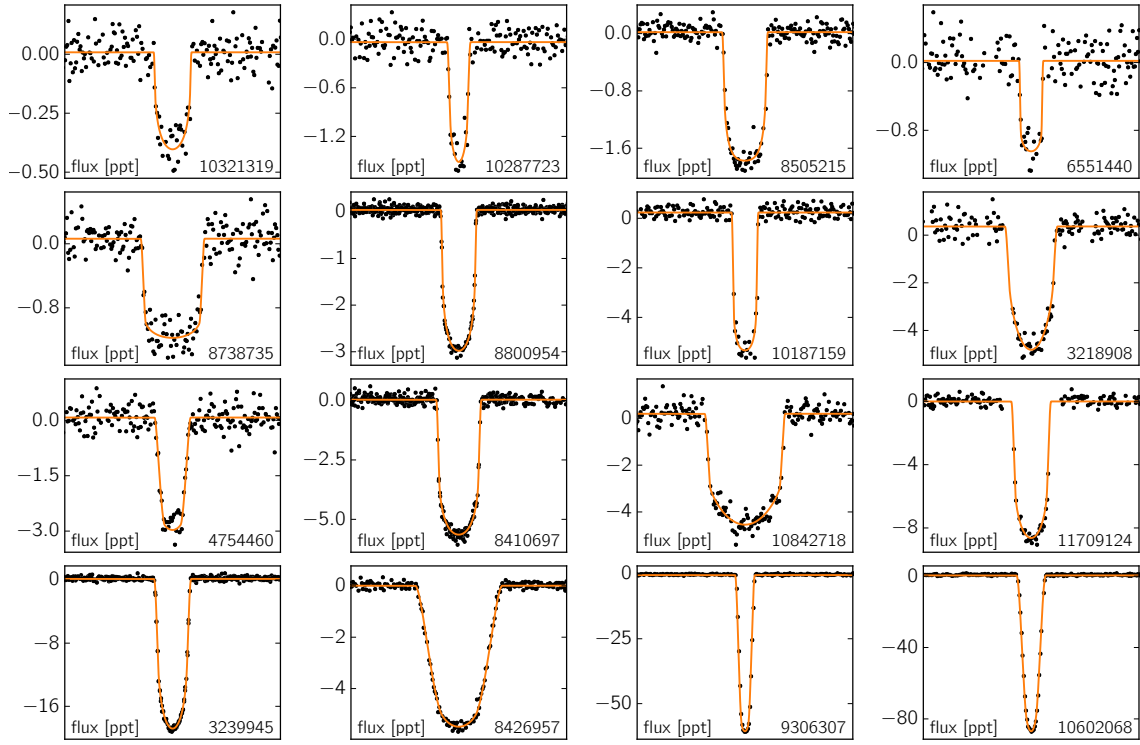 0.00
−0.25
−0.50
flux [ppt] 10321319
0.0
−0.6
−1.2
flux [ppt] 10287723
0.0
−0.8
−1.6
flux [ppt] 8505215
0.0
−0.8
flux [ppt] 6551440
0.0
−0.8
flux [ppt] 8738735
0
−1
−2
−3
flux [ppt] 8800954
0
−2
−4
flux [ppt] 10187159
0
−2
−4
flux [ppt] 3218908
0.0
−1.5
−3.0
flux [ppt] 4754460
0.0
−2.5
−5.0
flux [ppt] 8410697
0
−2
−4
flux [ppt] 10842718
0
−4
−8
flux [ppt] 11709124
0
−8
−16
flux [ppt] 3239945
0
−2
−4
flux [ppt] 8426957
0
−25
−50
flux [ppt] 9306307
0
−40
−80
flux [ppt] 10602068